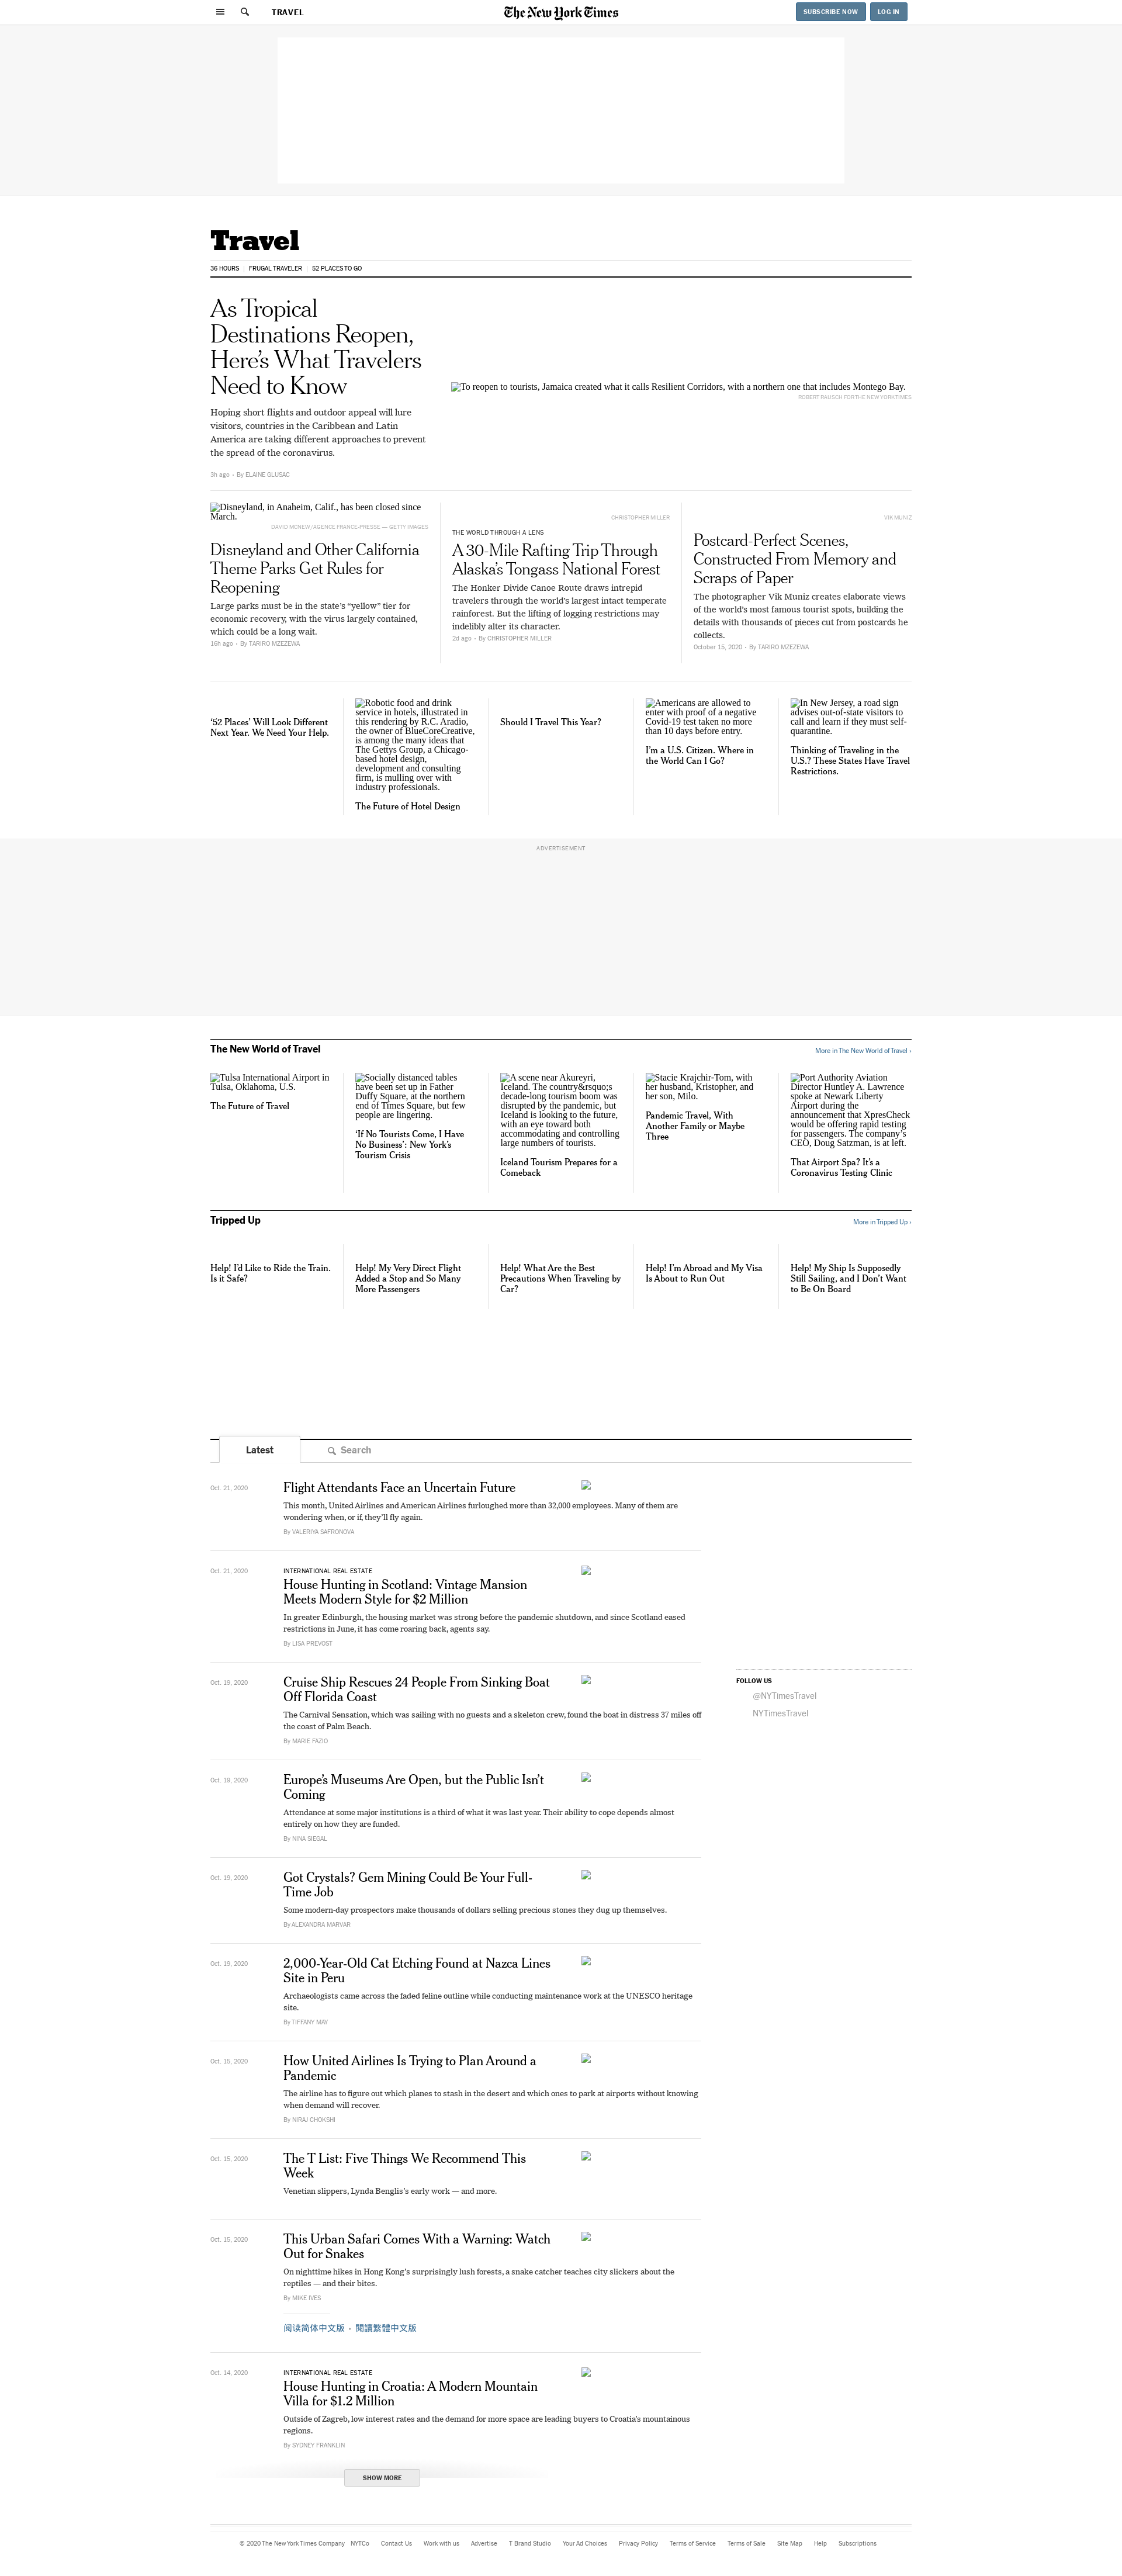 TRAVEL
The New York Times
SUBSCRIBE NOW
LOG IN
Travel
36 HOURS
FRUGAL TRAVELER
52 PLACES TO GO
As Tropical
Destinations Reopen,
Here’s What Travelers
Need to Know
Hoping short flights and outdoor appeal will lure
visitors, countries in the Caribbean and Latin
America are taking different approaches to prevent
the spread of the coronavirus.
3h ago • By ELAINE GLUSAC
To reopen to tourists, Jamaica created what it calls Resilient Corridors, with a northern one that includes Montego Bay.
ROBERT RAUSCH FOR THE NEW YORK TIMES
Disneyland, in Anaheim, Calif., has been closed since
March.
DAVID MCNEW/AGENCE FRANCE-PRESSE — GETTY IMAGES
Disneyland and Other California
Theme Parks Get Rules for
Reopening
Large parks must be in the state’s “yellow” tier for
economic recovery, with the virus largely contained,
which could be a long wait.
16h ago • By TARIRO MZEZEWA
CHRISTOPHER MILLER
THE WORLD THROUGH A LENS
A 30-Mile Rafting Trip Through
Alaska’s Tongass National Forest
The Honker Divide Canoe Route draws intrepid
travelers through the world’s largest intact temperate
rainforest. But the lifting of logging restrictions may
indelibly alter its character.
2d ago • By CHRISTOPHER MILLER
VIK MUNIZ
Postcard-Perfect Scenes,
Constructed From Memory and
Scraps of Paper
The photographer Vik Muniz creates elaborate views
of the world’s most famous tourist spots, building the
details with thousands of pieces cut from postcards he
collects.
October 15, 2020 • By TARIRO MZEZEWA
‘52 Places’ Will Look Different
Next Year. We Need Your Help.
Robotic food and drink
service in hotels, illustrated in
this rendering by R.C. Aradio,
the owner of BlueCoreCreative,
is among the many ideas that
The Gettys Group, a Chicago-
based hotel design,
development and consulting
firm, is mulling over with
industry professionals.
The Future of Hotel Design
Should I Travel This Year?
Americans are allowed to
enter with proof of a negative
Covid-19 test taken no more
than 10 days before entry.
I’m a U.S. Citizen. Where in
the World Can I Go?
In New Jersey, a road sign
advises out-of-state visitors to
call and learn if they must self-
quarantine.
Thinking of Traveling in the
U.S.? These States Have Travel
Restrictions.
ADVERTISEMENT
The New World of Travel
More in The New World of Travel ›
Tulsa International Airport in
Tulsa, Oklahoma, U.S.
The Future of Travel
Socially distanced tables
have been set up in Father
Duffy Square, at the northern
end of Times Square, but few
people are lingering.
‘If No Tourists Come, I Have
No Business’: New York’s
Tourism Crisis
A scene near Akureyri,
Iceland. The country&rsquo;s
decade-long tourism boom was
disrupted by the pandemic, but
Iceland is looking to the future,
with an eye toward both
accommodating and controlling
large numbers of tourists.
Iceland Tourism Prepares for a
Comeback
Stacie Krajchir-Tom, with
her husband, Kristopher, and
her son, Milo.
Pandemic Travel, With
Another Family or Maybe
Three
Port Authority Aviation
Director Huntley A. Lawrence
spoke at Newark Liberty
Airport during the
announcement that XpresCheck
would be offering rapid testing
for passengers. The company’s
CEO, Doug Satzman, is at left.
That Airport Spa? It’s a
Coronavirus Testing Clinic
Tripped Up
More in Tripped Up ›
Help! I’d Like to Ride the Train.
Is it Safe?
Help! My Very Direct Flight
Added a Stop and So Many
More Passengers
Help! What Are the Best
Precautions When Traveling by
Car?
Help! I’m Abroad and My Visa
Is About to Run Out
Help! My Ship Is Supposedly
Still Sailing, and I Don’t Want
to Be On Board
Latest
Search
Oct. 21, 2020
Flight Attendants Face an Uncertain Future
This month, United Airlines and American Airlines furloughed more than 32,000 employees. Many of them are
wondering when, or if, they’ll fly again.
By VALERIYA SAFRONOVA
Oct. 21, 2020
INTERNATIONAL REAL ESTATE
House Hunting in Scotland: Vintage Mansion
Meets Modern Style for $2 Million
In greater Edinburgh, the housing market was strong before the pandemic shutdown, and since Scotland eased
restrictions in June, it has come roaring back, agents say.
By LISA PREVOST
Oct. 19, 2020
Cruise Ship Rescues 24 People From Sinking Boat
Off Florida Coast
The Carnival Sensation, which was sailing with no guests and a skeleton crew, found the boat in distress 37 miles off
the coast of Palm Beach.
By MARIE FAZIO
FOLLOW US
@NYTimesTravel
NYTimesTravel
Oct. 19, 2020
Europe’s Museums Are Open, but the Public Isn’t
Coming
Attendance at some major institutions is a third of what it was last year. Their ability to cope depends almost
entirely on how they are funded.
By NINA SIEGAL
Oct. 19, 2020
Got Crystals? Gem Mining Could Be Your Full-
Time Job
Some modern-day prospectors make thousands of dollars selling precious stones they dug up themselves.
By ALEXANDRA MARVAR
Oct. 19, 2020
2,000-Year-Old Cat Etching Found at Nazca Lines
Site in Peru
Archaeologists came across the faded feline outline while conducting maintenance work at the UNESCO heritage
site.
By TIFFANY MAY
Oct. 15, 2020
How United Airlines Is Trying to Plan Around a
Pandemic
The airline has to figure out which planes to stash in the desert and which ones to park at airports without knowing
when demand will recover.
By NIRAJ CHOKSHI
Oct. 15, 2020
The T List: Five Things We Recommend This
Week
Venetian slippers, Lynda Benglis’s early work — and more.
Oct. 15, 2020
This Urban Safari Comes With a Warning: Watch
Out for Snakes
On nighttime hikes in Hong Kong’s surprisingly lush forests, a snake catcher teaches city slickers about the
reptiles — and their bites.
By MIKE IVES
阅读简体中文版 • 閱讀繁體中文版
Oct. 14, 2020
INTERNATIONAL REAL ESTATE
House Hunting in Croatia: A Modern Mountain
Villa for $1.2 Million
Outside of Zagreb, low interest rates and the demand for more space are leading buyers to Croatia’s mountainous
regions.
By SYDNEY FRANKLIN
SHOW MORE
© 2020 The New York Times Company NYTCo Contact Us Work with us Advertise T Brand Studio Your Ad Choices Privacy Policy Terms of Service Terms of Sale Site Map Help Subscriptions